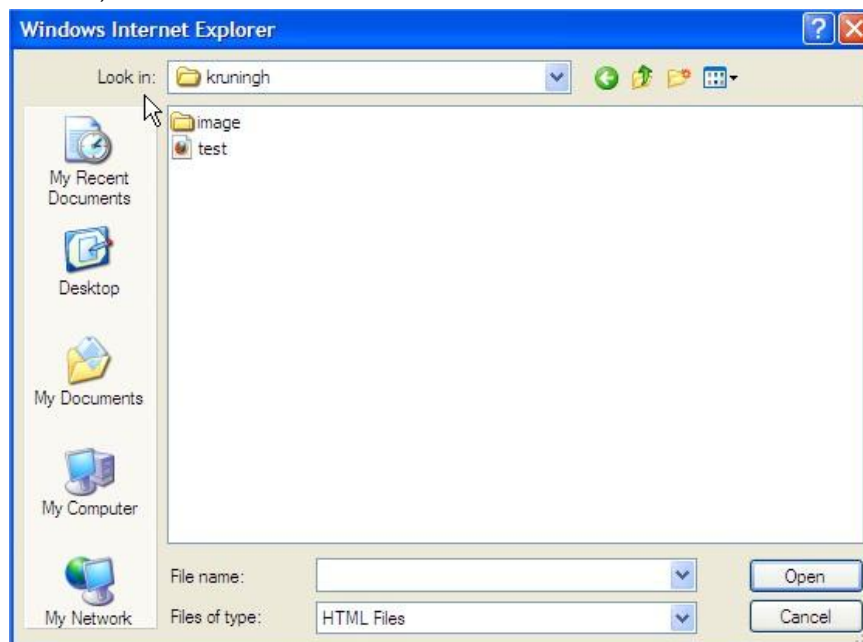 Windows Internet Explorer
Look in:
kruningh
image
test
My Recent
Documents
Desktop
My Documents
My Computer
My Network
File name:
Open
Files of type:
HTML Files
Cancel